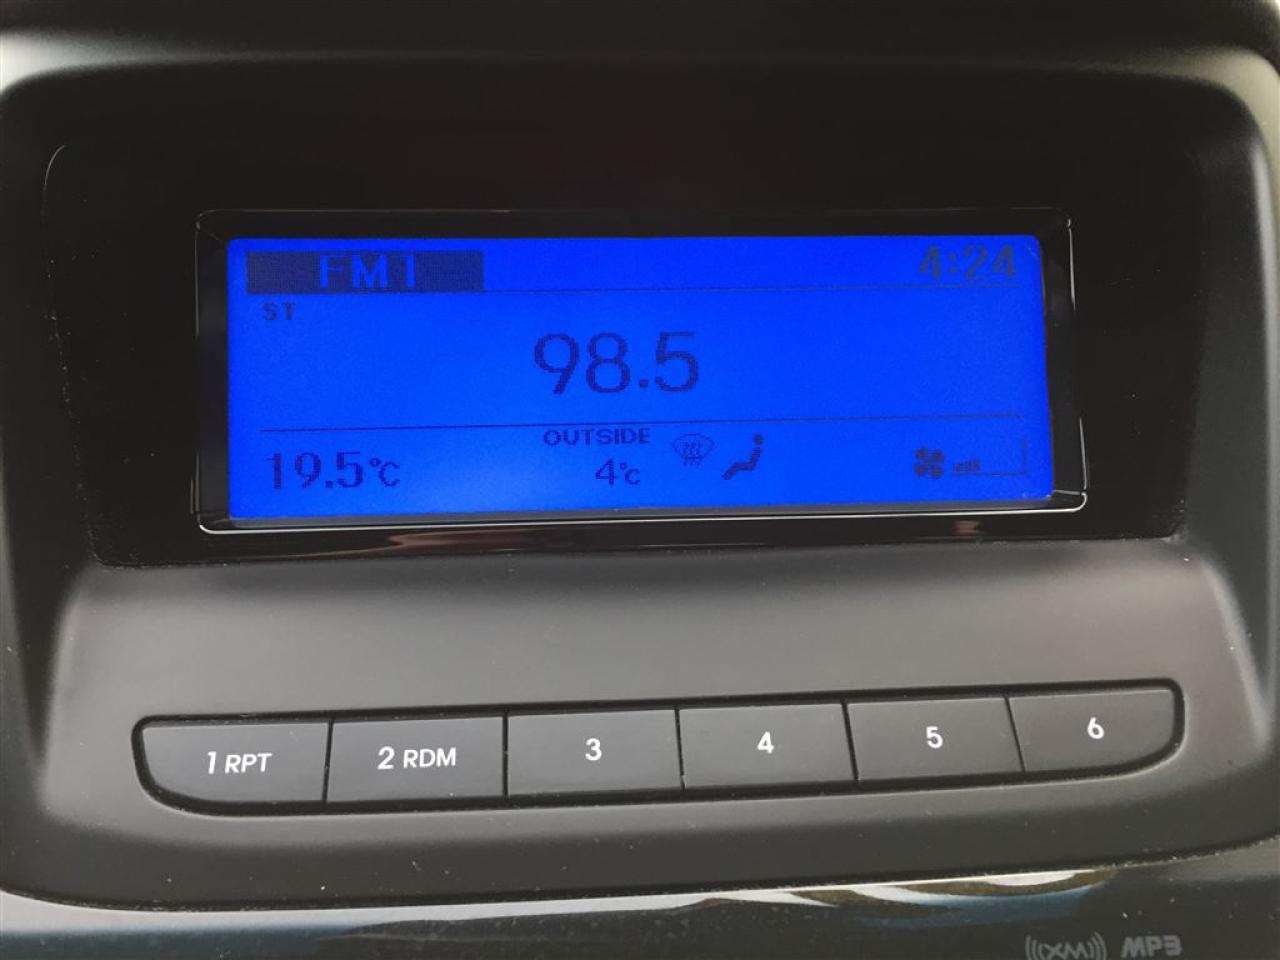 FM1 4:24
ST
98.5
OUTSIDE
19.5°C 4°C
1 RPT 2 RDM 3 4 5 6
((XM)) MP3